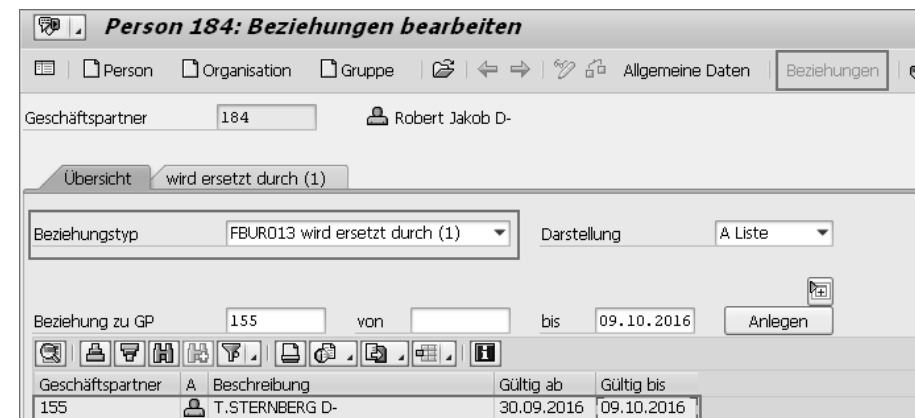 Person 184: Beziehungen bearbeiten
Person Organisation Gruppe Allgemeine Daten Beziehungen
Geschäftspartner 184 Robert Jakob D-
Übersicht wird ersetzt durch (1)
Beziehungstyp FBUR013 wird ersetzt durch (1) Darstellung A Liste
Beziehung zu GP 155 von bis 09.10.2016 Anlegen
Geschäftspartner A Beschreibung Gültig ab Gültig bis
155 T.STERNBERG D- 30.09.2016 09.10.2016